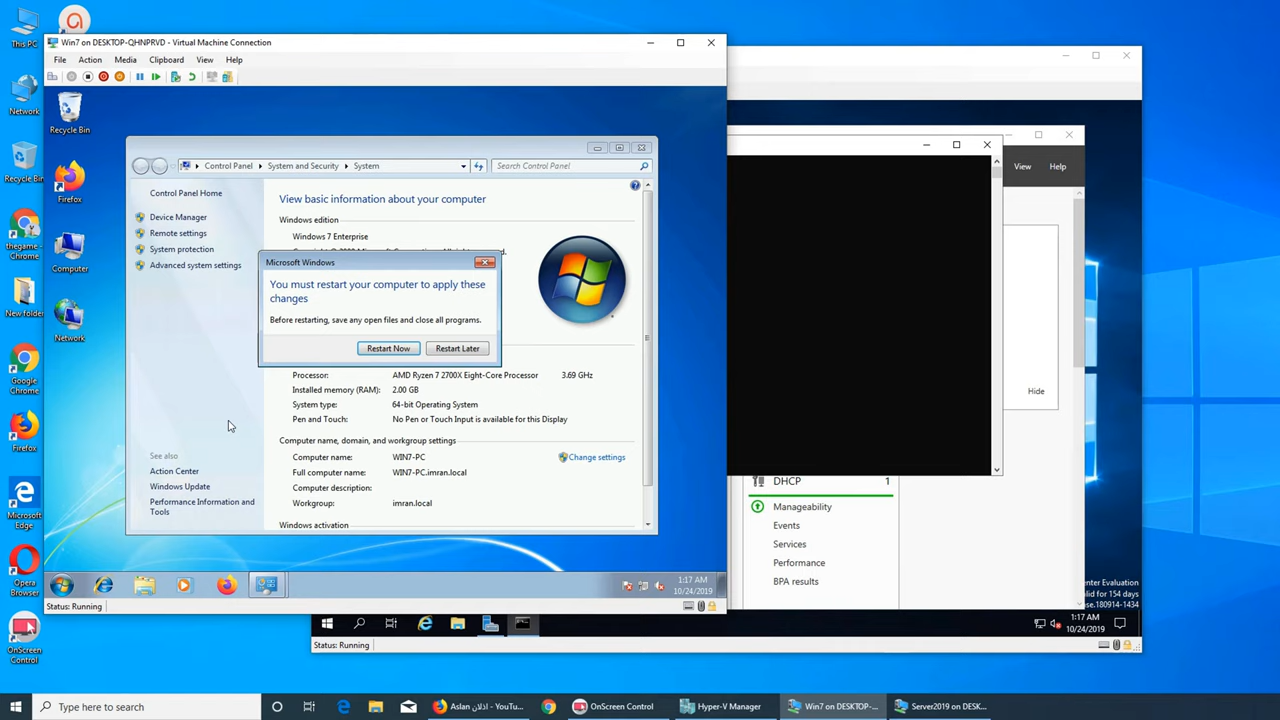 This PC
Network
Recycle Bin
thegame - Chrome
New folder
Google Chrome
Firefox
Microsoft Edge
Opera Browser
OnScreen Control
Win7 on DESKTOP-QHNPRVD - Virtual Machine Connection
File Action Media Clipboard View Help
Recycle Bin
Firefox
Computer
Network
Control Panel
System and Security
System
Search Control Panel
Control Panel Home
Device Manager
Remote settings
System protection
Advanced system settings
See also
Action Center
Windows Update
Performance Information and
Tools
View basic information about your computer
Windows edition
Windows 7 Enterprise
Microsoft Windows
You must restart your computer to apply these
changes
Before restarting, save any open files and close all programs.
Restart Now
Restart Later
Processor: AMD Ryzen 7 2700X Eight-Core Processor 3.69 GHz
Installed memory (RAM): 2.00 GB
System type: 64-bit Operating System
Pen and Touch: No Pen or Touch Input is available for this Display
Computer name, domain, and workgroup settings
Computer name: WIN7-PC
Change settings
Full computer name: WIN7-PC.imran.local
Computer description:
Workgroup: imran.local
Windows activation
1:17 AM
10/24/2019
Status: Running
View Help
Hide
DHCP 1
Manageability
Events
Services
Performance
BPA results
1:17 AM
10/24/2019
Status: Running
Type here to search
Aslan اذلان - YouTu...
OnScreen Control
Hyper-V Manager
Win7 on DESKTOP-...
Server2019 on DESK...